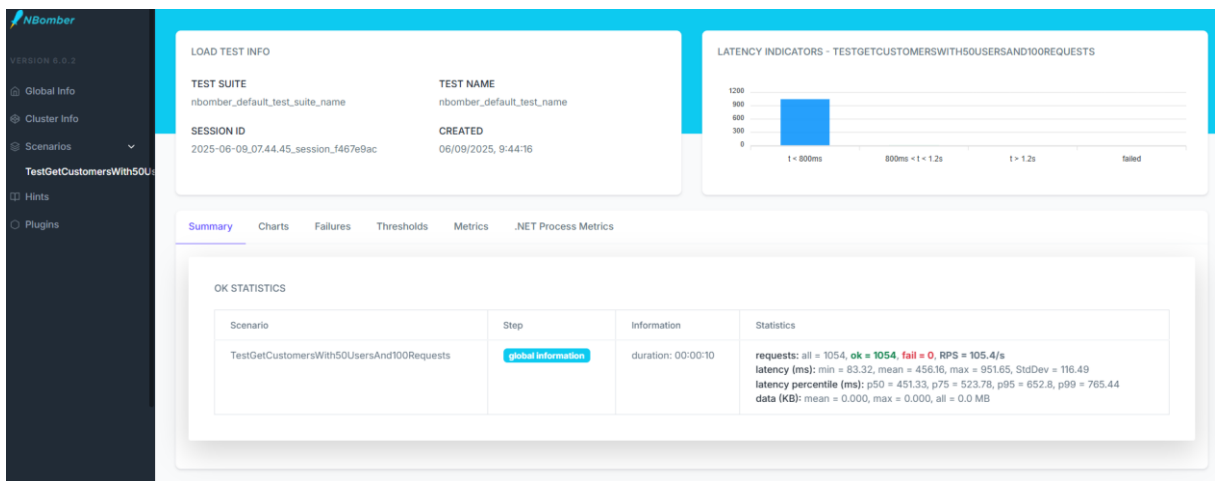 NBomber
VERSION 6.0.2
Global Info
Cluster Info
Scenarios
TestGetCustomersWith50Us
Hints
Plugins
LOAD TEST INFO
TEST SUITE
nbomber_default_test_suite_name
TEST NAME
nbomber_default_test_name
SESSION ID
2025-06-09_07.44.45_session_f467e9ac
CREATED
06/09/2025, 9:44:16
LATENCY INDICATORS - TESTGETCUSTOMERSWITH50USERSAND100REQUESTS
1200
900
600
300
0
t < 800ms
800ms < t < 1.2s
t > 1.2s
failed
Summary Charts Failures Thresholds Metrics .NET Process Metrics
OK STATISTICS
Scenario Step Information Statistics
TestGetCustomersWith50UsersAnd100Requests
global information
duration: 00:00:10
requests: all = 1054, ok = 1054, fail = 0, RPS = 105.4/s
latency (ms): min = 83.32, mean = 456.16, max = 951.65, StdDev = 116.49
latency percentile (ms): p50 = 451.33, p75 = 523.78, p95 = 652.8, p99 = 765.44
data (KB): mean = 0.000, max = 0.000, all = 0.0 MB